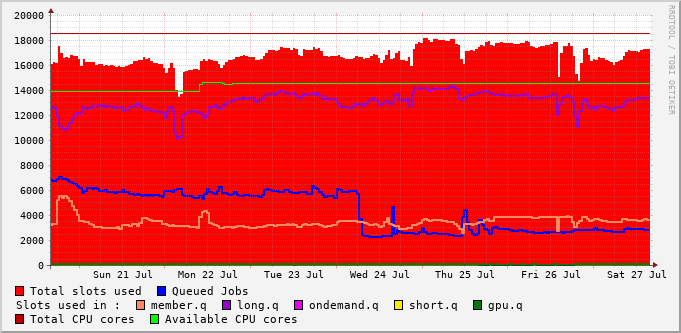 RRDTOOL / TOBI OETIKER
20000
18000
16000
14000
12000
10000
8000
6000
4000
2000
0
Sun 21 Jul Mon 22 Jul Tue 23 Jul Wed 24 Jul Thu 25 Jul Fri 26 Jul Sat 27 Jul
Total slots used Queued Jobs
Slots used in : member.q long.q ondemand.q short.q gpu.q
Total CPU cores Available CPU cores